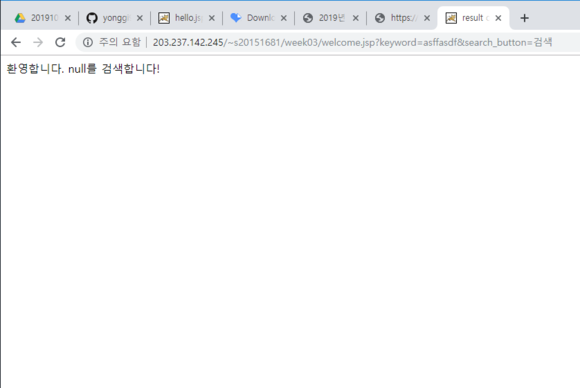 201910
yongg
hello.js
Downlo
2019년
https:/
result c
주의 요함 | 203.237.142.245/~s20151681/week03/welcome.jsp?keyword=asffasdf&search_button=검색
환영합니다. null를 검색합니다!